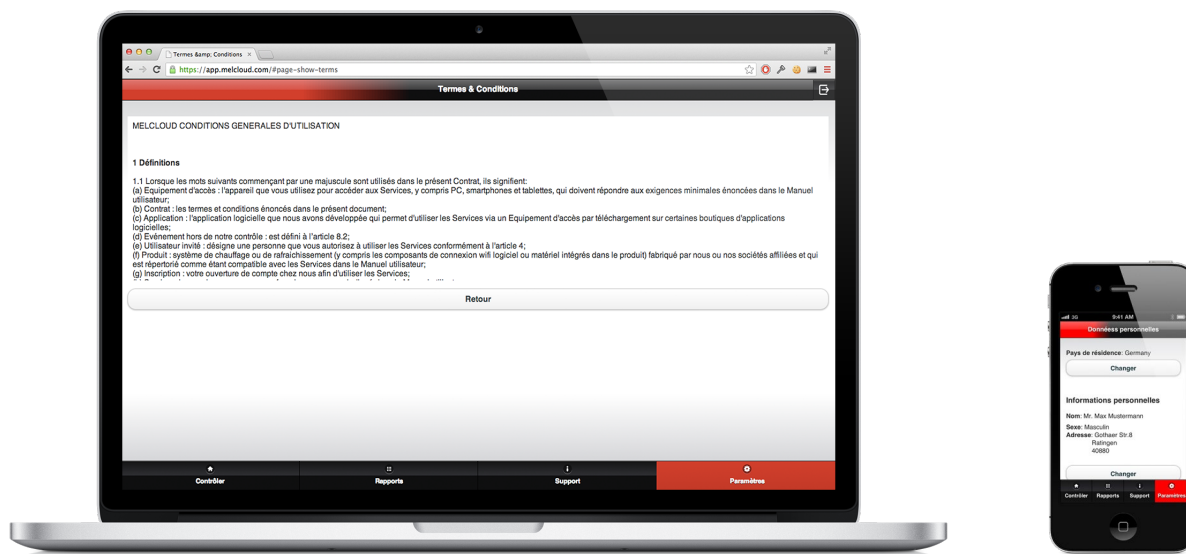 Termes &amp; Conditions
https://app.melcloud.com/#page-show-terms
Termes & Conditions
MELCLOUD CONDITIONS GENERALES D'UTILISATION
1 Définitions
1.1 Lorsque les mots suivants commençant par une majuscule sont utilisés dans le présent Contrat, ils signifient:
(a) Equipement d'accès : l'appareil que vous utilisez pour accéder aux Services, y compris PC, smartphones et tablettes, qui doivent répondre aux exigences minimales énoncées dans le Manuel
utilisateur;
(b) Contrat : les termes et conditions énoncés dans le présent document;
(c) Application : l'application logicielle que nous avons développée qui permet d'utiliser les Services via un Equipement d'accès par téléchargement sur certaines boutiques d'applications
logicielles;
(d) Evénement hors de notre contrôle : est défini à l'article 8.2;
(e) Utilisateur invité : désigne une personne que vous autorisez à utiliser les Services conformément à l'article 4;
(f) Produit : système de chauffage ou de rafraichissement (y compris les composants de connexion wifi logiciel ou matériel intégrés dans le produit) fabriqué par nous ou nos sociétés affiliées et qui
est répertorié comme étant compatible avec les Services dans le Manuel utilisateur;
(g) Inscription : votre ouverture de compte chez nous afin d'utiliser les Services;
Retour
Contrôler
Rapports
Support
Paramètres
3G 9:41 AM
Donnéess personnelles
Pays de résidence: Germany
Changer
Informations personnelles
Nom: Mr. Max Mustermann
Sexe: Masculin
Adresse: Gothaer Str.8
Ratingen
40880
Changer
Contrôler Rapports Support Paramètres